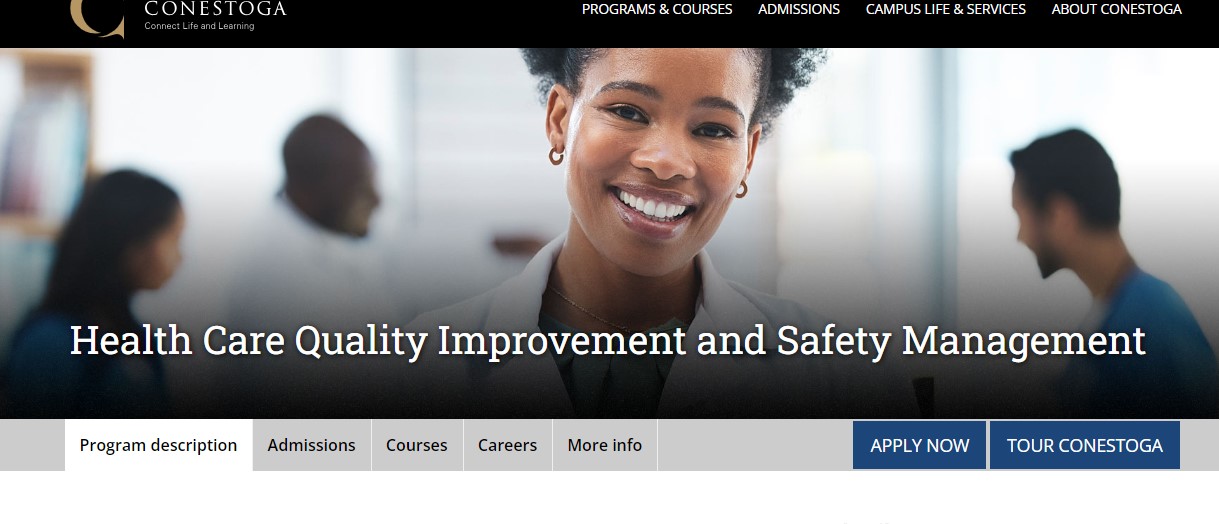 CONESTOGA
Connect Life and Learning
PROGRAMS & COURSES
ADMISSIONS
CAMPUS LIFE & SERVICES
ABOUT CONESTOGA
Health Care Quality Improvement and Safety Management
Program description
Admissions
Courses
Careers
More info
APPLY NOW
TOUR CONESTOGA